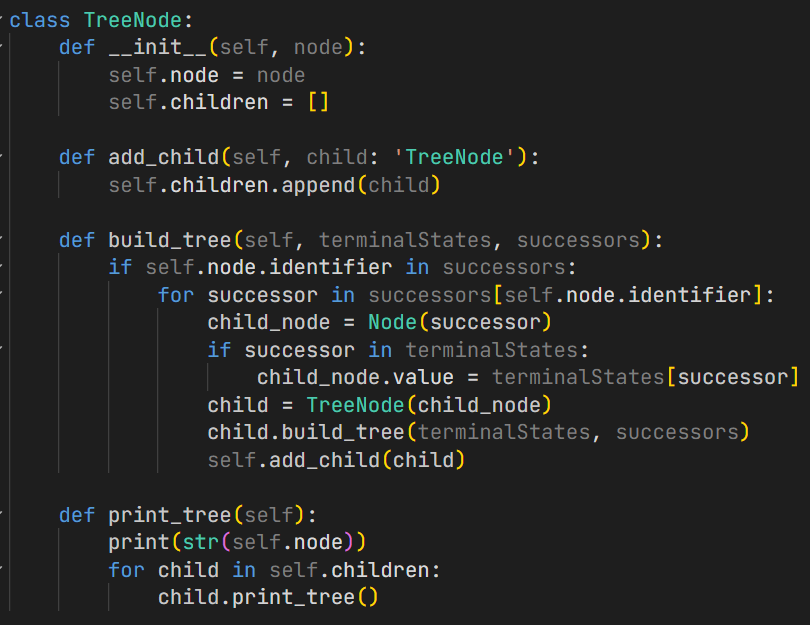 class TreeNode:
    def __init__(self, node):
        self.node = node
        self.children = []

    def add_child(self, child: 'TreeNode'):
        self.children.append(child)

    def build_tree(self, terminalStates, successors):
        if self.node.identifier in successors:
            for successor in successors[self.node.identifier]:
                child_node = Node(successor)
                if successor in terminalStates:
                    child_node.value = terminalStates[successor]
                child = TreeNode(child_node)
                child.build_tree(terminalStates, successors)
                self.add_child(child)

    def print_tree(self):
        print(str(self.node))
        for child in self.children:
            child.print_tree()